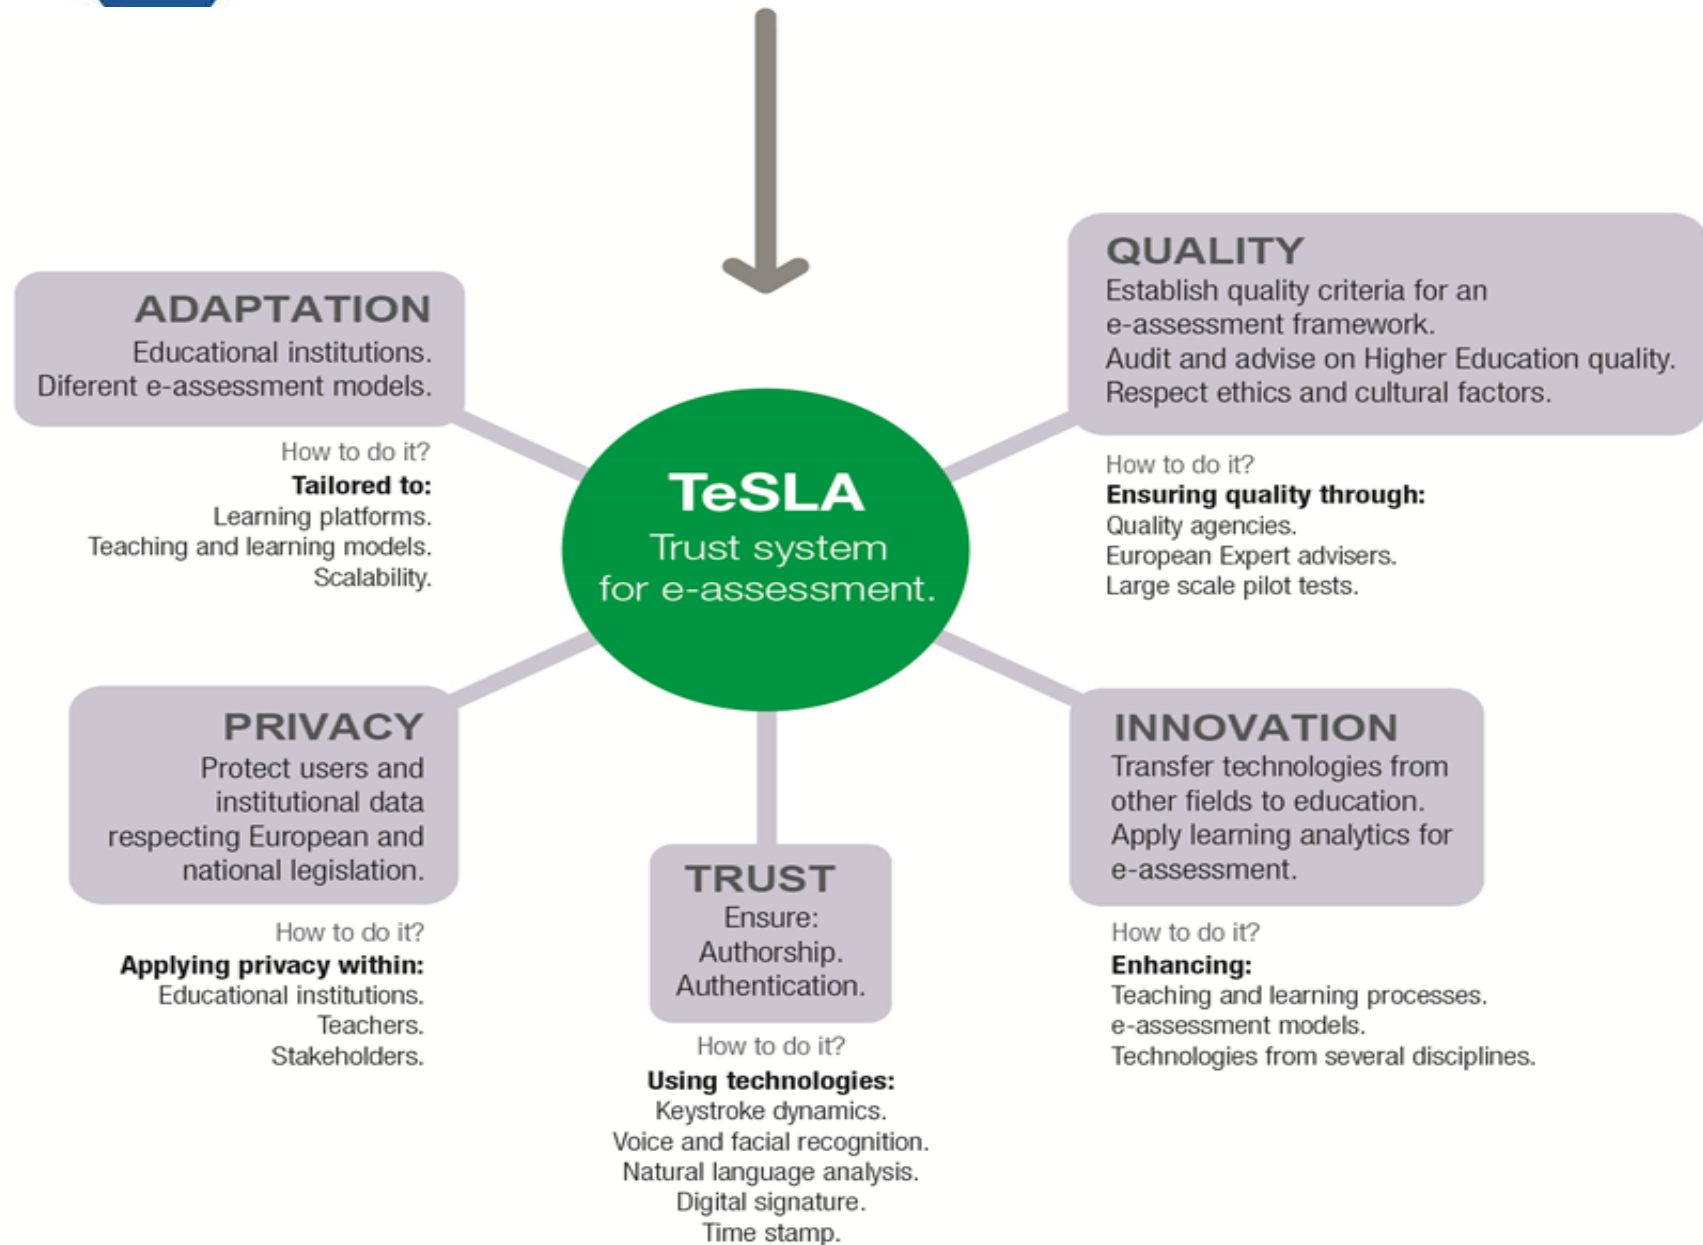 ADAPTATION
Educational institutions.
Diferent e-assessment models.
How to do it?
Tailored to:
Learning platforms.
Teaching and learning models.
Scalability.
QUALITY
Establish quality criteria for an
e-assessment framework.
Audit and advise on Higher Education quality.
Respect ethics and cultural factors.
How to do it?
Ensuring quality through:
Quality agencies.
European Expert advisers.
Large scale pilot tests.
TeSLA
Trust system
for e-assessment.
PRIVACY
Protect users and
institutional data
respecting European and
national legislation.
How to do it?
Applying privacy within:
Educational institutions.
Teachers.
Stakeholders.
TRUST
Ensure:
Authorship.
Authentication.
How to do it?
Using technologies:
Keystroke dynamics.
Voice and facial recognition.
Natural language analysis.
Digital signature.
Time stamp.
INNOVATION
Transfer technologies from
other fields to education.
Apply learning analytics for
e-assessment.
How to do it?
Enhancing:
Teaching and learning processes.
e-assessment models.
Technologies from several disciplines.